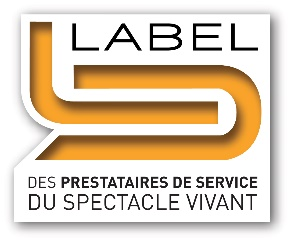 LABEL
DES PRESTATAIRES DE SERVICE
DU SPECTACLE VIVANT